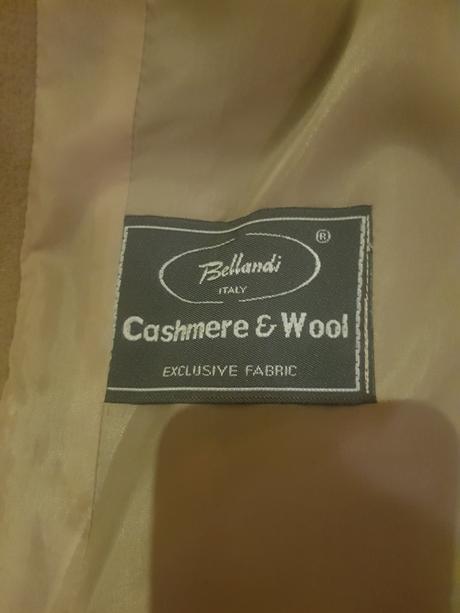 ®
Bellandi
ITALY
Cashmere & Wool
EXCLUSIVE FABRIC